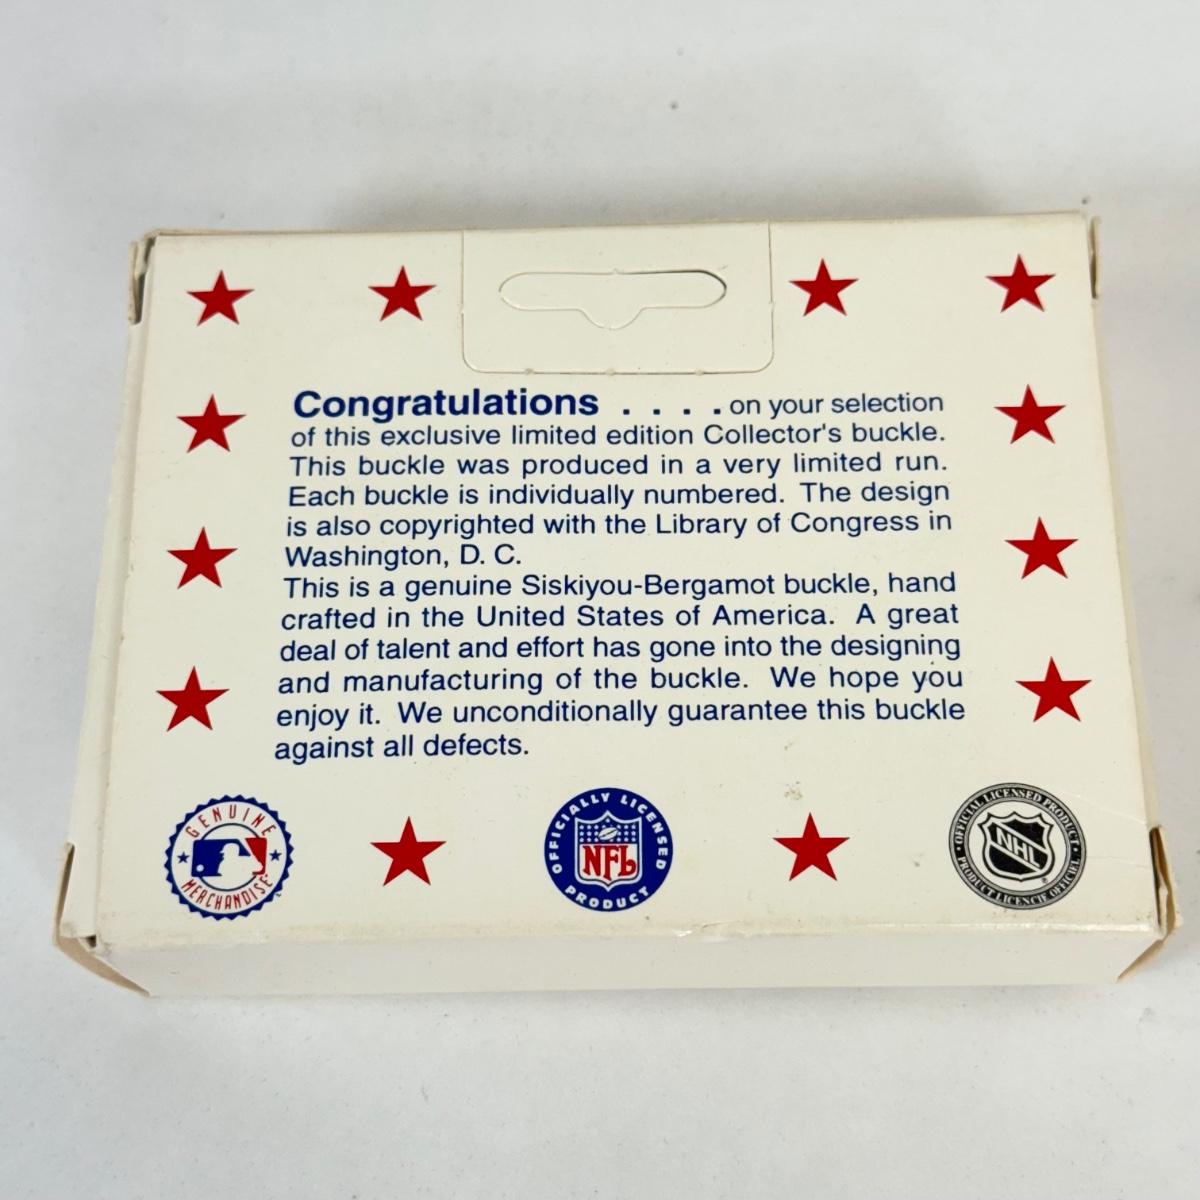 Congratulations . . . . on your selection
of this exclusive limited edition Collector's buckle.
This buckle was produced in a very limited run.
Each buckle is individually numbered. The design
is also copyrighted with the Library of Congress in
Washington, D. C.
This is a genuine Siskiyou-Bergamot buckle, hand
crafted in the United States of America. A great
deal of talent and effort has gone into the designing
and manufacturing of the buckle. We hope you
enjoy it. We unconditionally guarantee this buckle
against all defects.
GENUINE
MERCHANDISE
OFFICIALLY LICENSED
NFL
PRODUCT
· OFFICIAL LICENSED PRODUCT ·
NHL
PRODUIT LICENCIE OFFICIEL